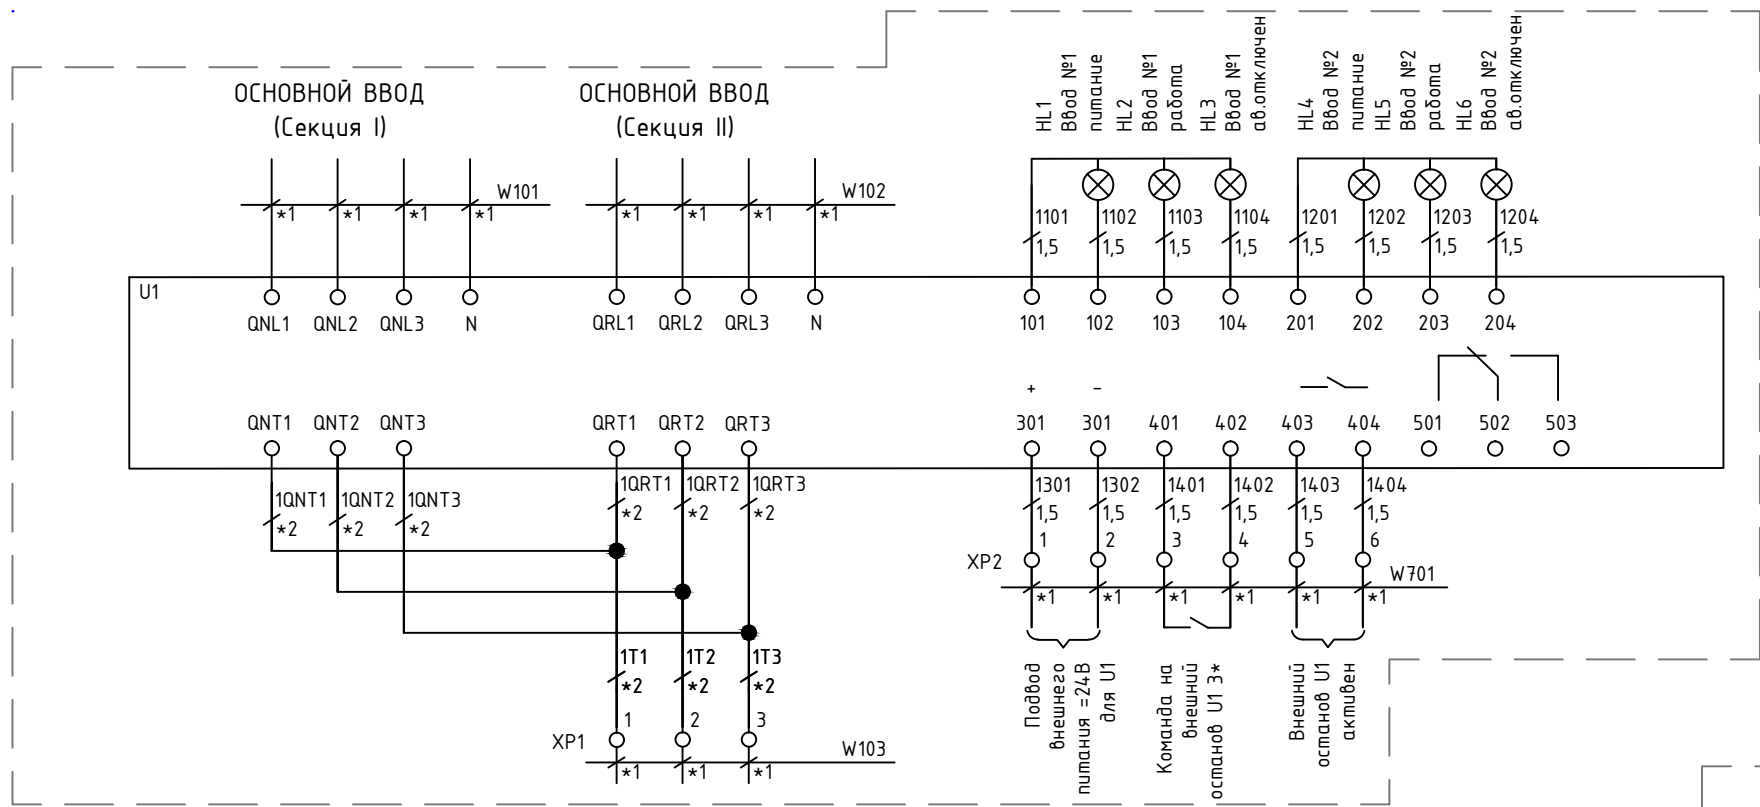 ОСНОВНОЙ ВВОД
(Секция I)
ОСНОВНОЙ ВВОД
(Секция II)
HL1
Ввод №1
питание
HL2
Ввод №1
работа
HL3
Ввод №1
ав.отключен
HL4
Ввод №2
питание
HL5
Ввод №2
работа
HL6
Ввод №2
ав.отключен
W101
*1 *1 *1 *1
W102
*1 *1 *1 *1
1101 1102 1103 1104 1201 1202 1203 1204
1,5 1,5 1,5 1,5 1,5 1,5 1,5 1,5
U1
QNL1 QNL2 QNL3 N QRL1 QRL2 QRL3 N 101 102 103 104 201 202 203 204
+ -
QNT1 QNT2 QNT3 QRT1 QRT2 QRT3 301 301 401 402 403 404 501 502 503
1QNT1 1QNT2 1QNT3 1QRT1 1QRT2 1QRT3 1301 1302 1401 1402 1403 1404
*2 *2 *2 *2 *2 *2 1,5 1,5 1,5 1,5 1,5 1,5
XP2 1 2 3 4 5 6
W701
*1 *1 *1 *1 *1 *1
1T1 1T2 1T3
*2 *2 *2
XP1 1 2 3
W103
*1 *1 *1
Подвод
внешнего
питания =24В
для U1
Команда на
внешний
останов U1 3*
Внешний
останов U1
активен